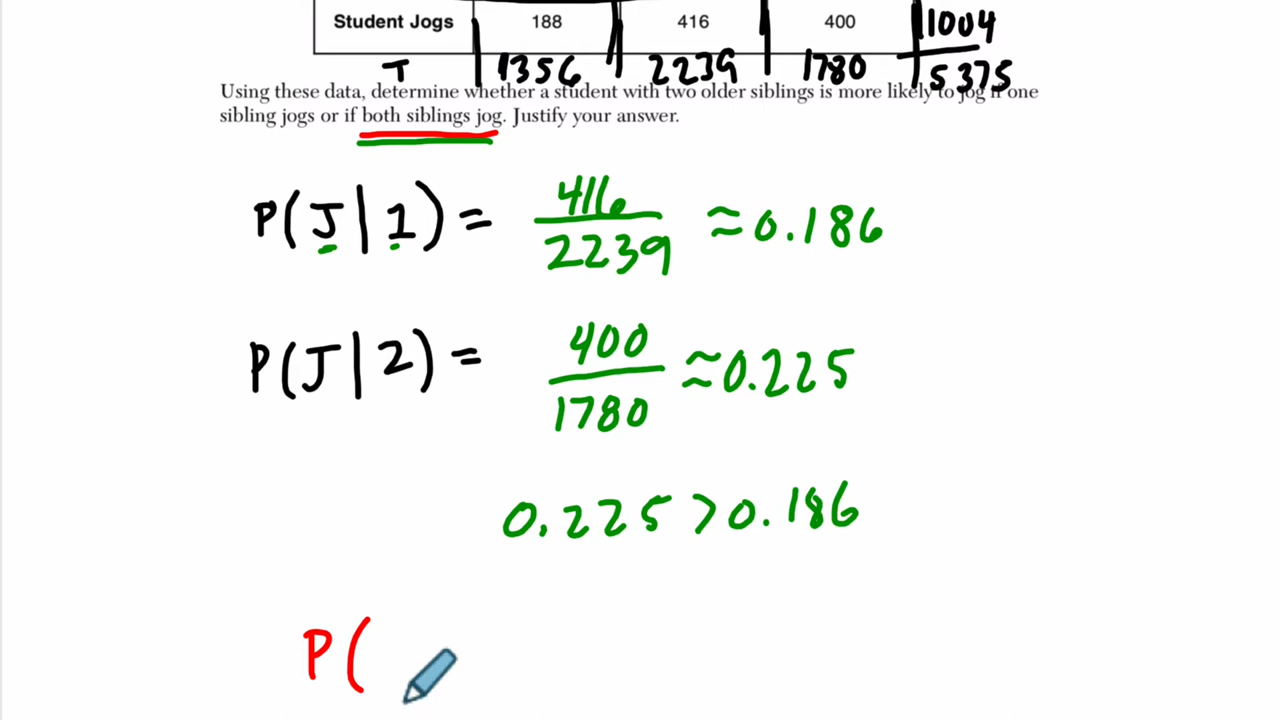 Student Jogs 188 416 400 1004
T 1356 2239 1780 5375
Using these data, determine whether a student with two older siblings is more likely to jog if one
sibling jogs or if both siblings jog. Justify your answer.
P(J|1) = 416/2239 ≈0.186
P(J|2) = 400/1780 ≈0.225
0.225 > 0.186
P(